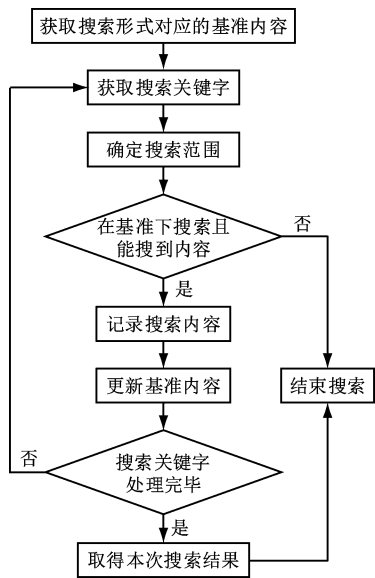 获取搜索形式对应的基准内容
获取搜索关键字
确定搜索范围
在基准下搜索且
能搜到内容
否
是
记录搜索内容
更新基准内容
结束搜索
搜索关键字
处理完毕
否
是
取得本次搜索结果